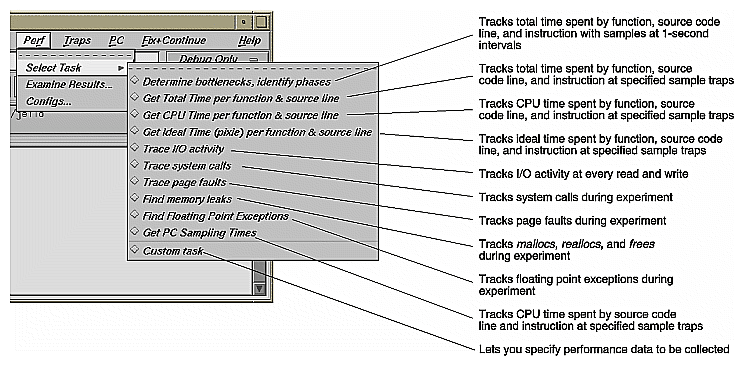 Perf Traps PC Fix+Continue Help
Debug Only
Select Task
Examine Results...
Configs...
/jello
Determine bottlenecks, identify phases
Get Total Time per function & source line
Get CPU Time per function & source line
Get Ideal Time (pixie) per function & source line
Trace I/O activity
Trace system calls
Trace page faults
Find memory leaks
Find Floating Point Exceptions
Get PC Sampling Times
Custom task
Tracks total time spent by function, source code
line, and instruction with samples at 1-second
intervals
Tracks total time spent by function, source
code line, and instruction at specified sample traps
Tracks CPU time spent by function, source
code line, and instruction at specified sample traps
Tracks ideal time spent by function, source code
line, and instruction at specified sample traps
Tracks I/O activity at every read and write
Tracks system calls during experiment
Tracks page faults during experiment
Tracks mallocs, reallocs, and frees
during experiment
Tracks floating point exceptions during
experiment
Tracks CPU time spent by source code
line and instruction at specified sample traps
Lets you specify performance data to be collected